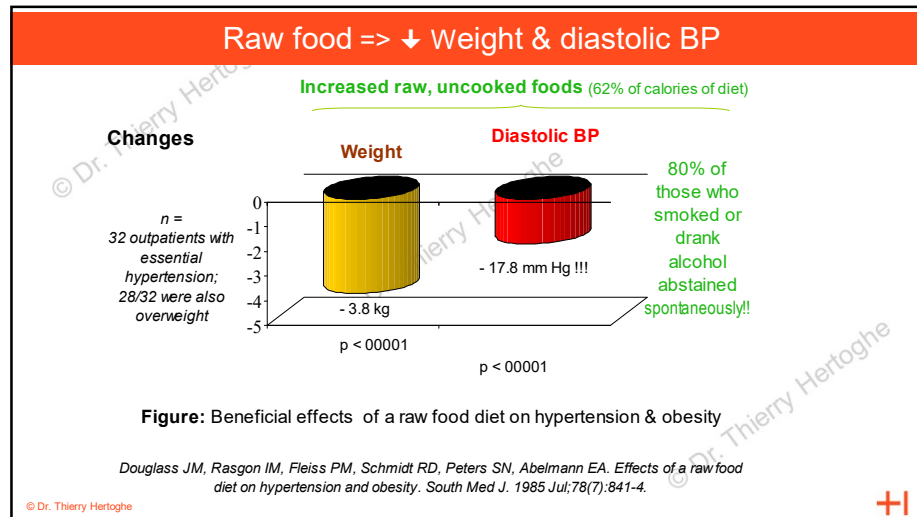 Raw food => ↓ Weight & diastolic BP
Increased raw, uncooked foods (62% of calories of diet)
Changes
Weight
Diastolic BP
0
-1
-2
-3
-4
-5
n =
32 outpatients with
essential
hypertension;
28/32 were also
overweight
- 3.8 kg
- 17.8 mm Hg !!!
p < 00001
p < 00001
80% of
those who
smoked or
drank
alcohol
abstained
spontaneously!!
Figure: Beneficial effects of a raw food diet on hypertension & obesity
Douglass JM, Rasgon IM, Fleiss PM, Schmidt RD, Peters SN, Abelmann EA. Effects of a raw food
diet on hypertension and obesity. South Med J. 1985 Jul;78(7):841-4.
© Dr. Thierry Hertoghe
© Dr. Thierry Hertoghe
Dr. Thierry Hertoghe
© Dr. Thierry Hertoghe